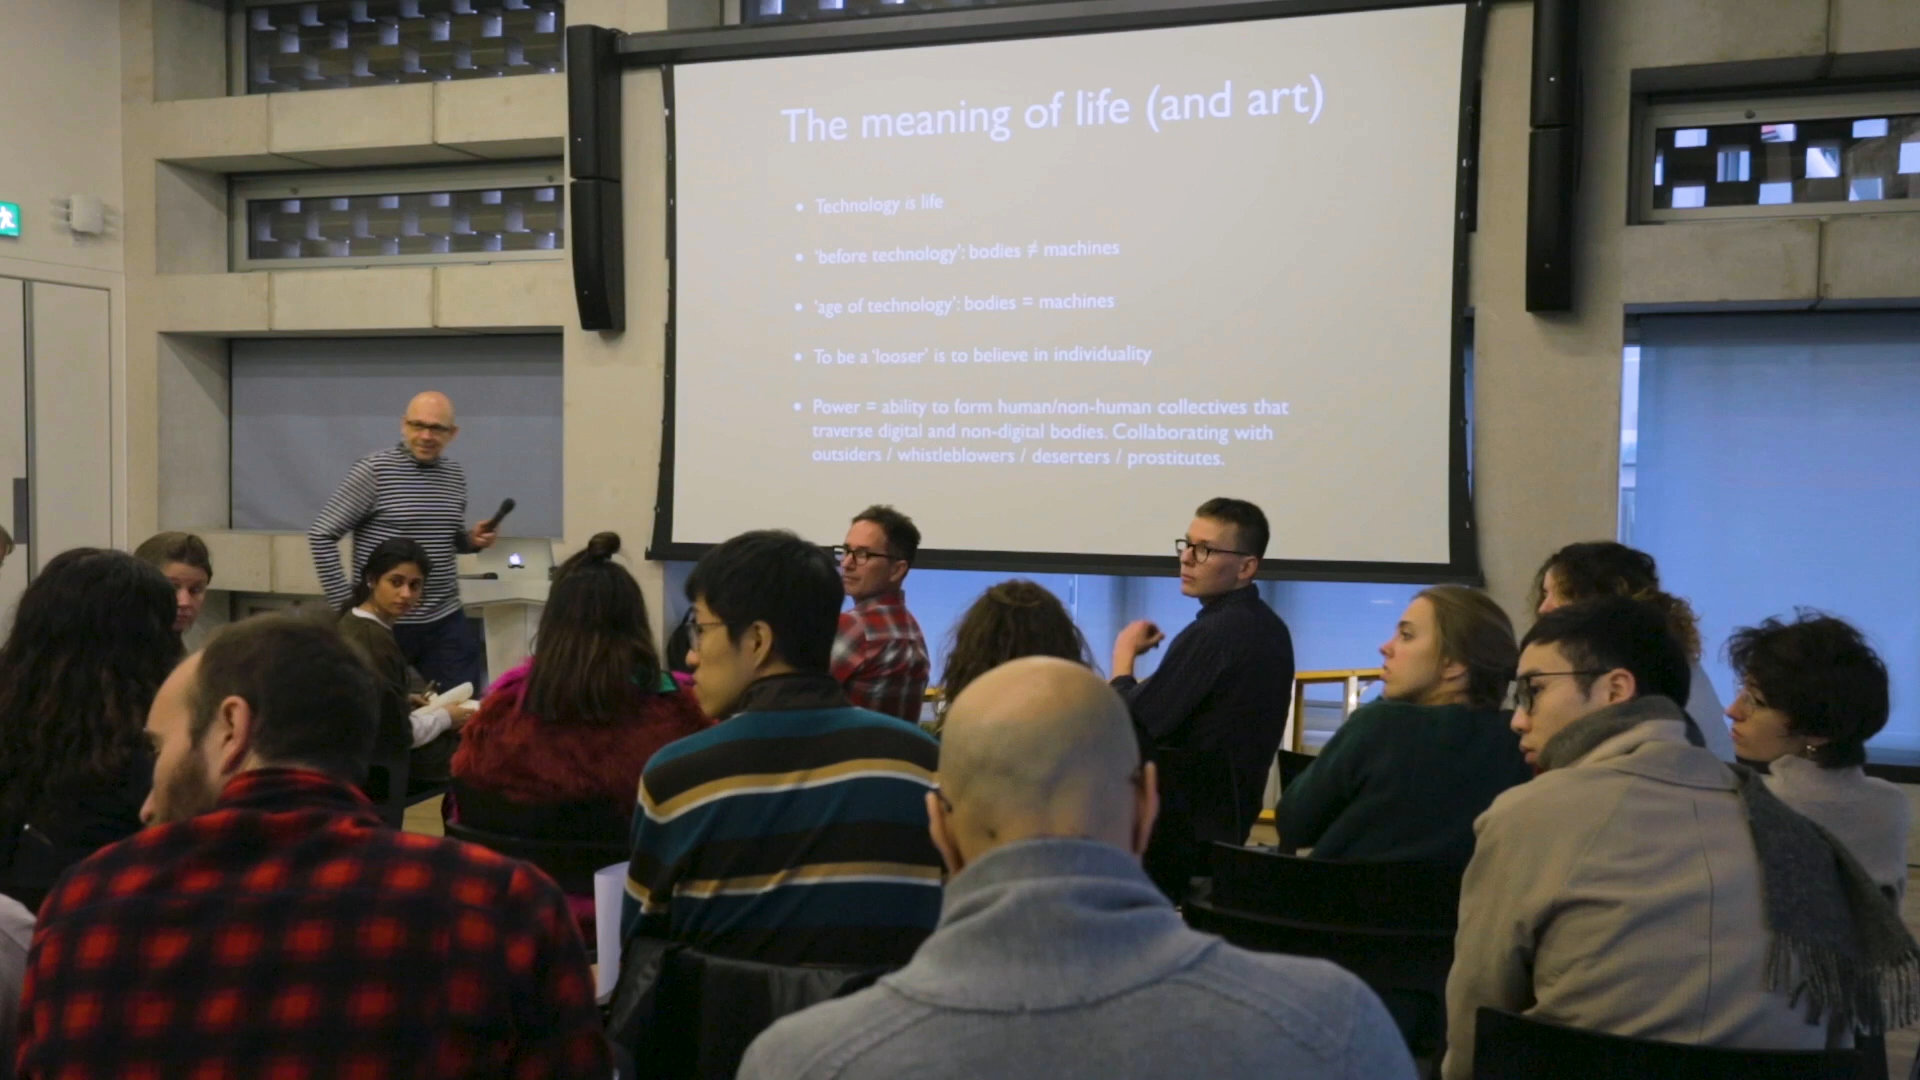 The meaning of life (and art)
• Technology is life
• 'before technology': bodies ≠ machines
• 'age of technology': bodies = machines
• To be a 'looser' is to believe in individuality
• Power = ability to form human/non-human collectives that
traverse digital and non-digital bodies. Collaborating with
outsiders / whistleblowers / deserters / prostitutes.